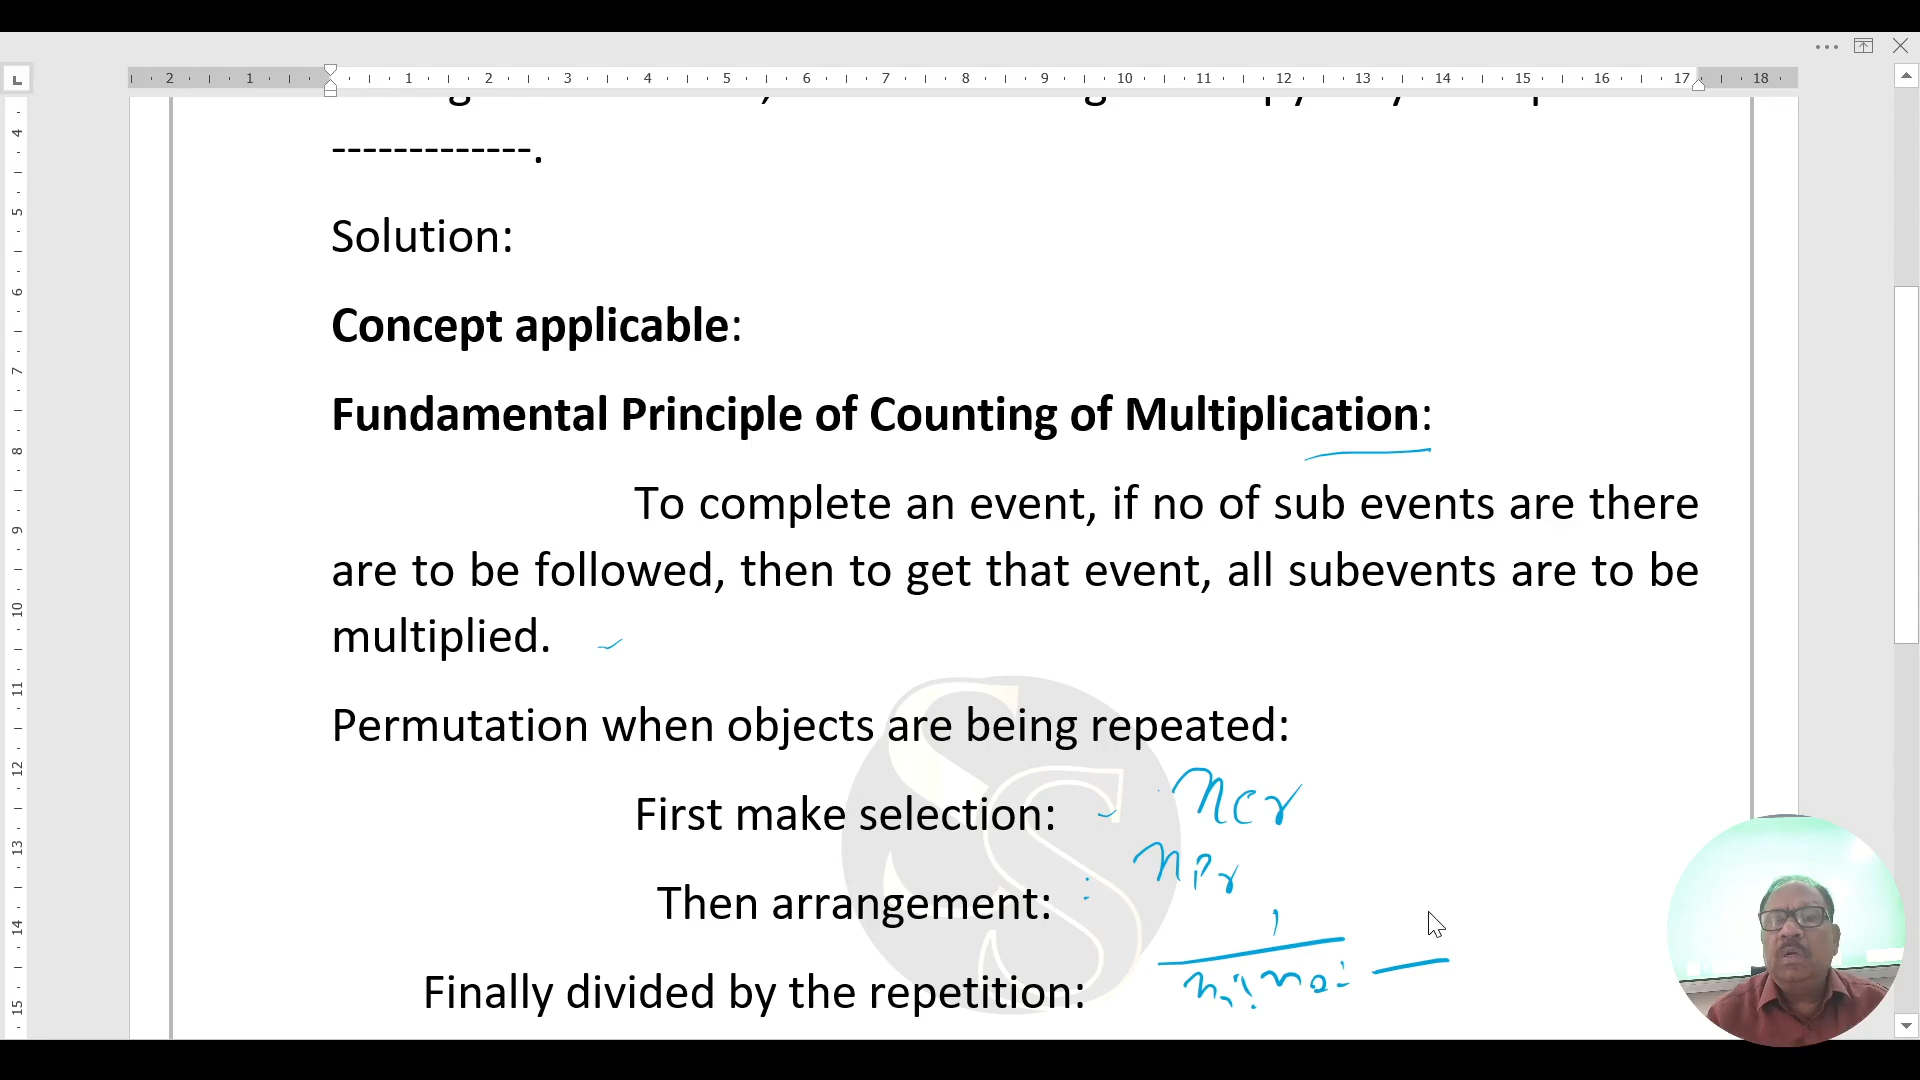 -------------.
Solution:
Concept applicable:
Fundamental Principle of Counting of Multiplication:
To complete an event, if no of sub events are there
are to be followed, then to get that event, all subevents are to be
multiplied.
Permutation when objects are being repeated:
First make selection: nCr
nPr
Then arrangement:
1
Finally divided by the repetition: